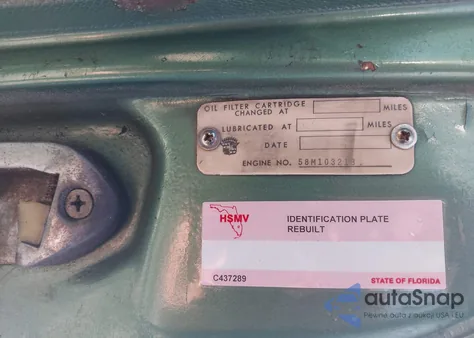 OIL FILTER CARTRIDGE
CHANGED AT MILES
LUBRICATED AT MILES
DATE
ENGINE NO. 58M103213
HSMV
IDENTIFICATION PLATE
REBUILT
C437289
STATE OF FLORIDA
autoSnap